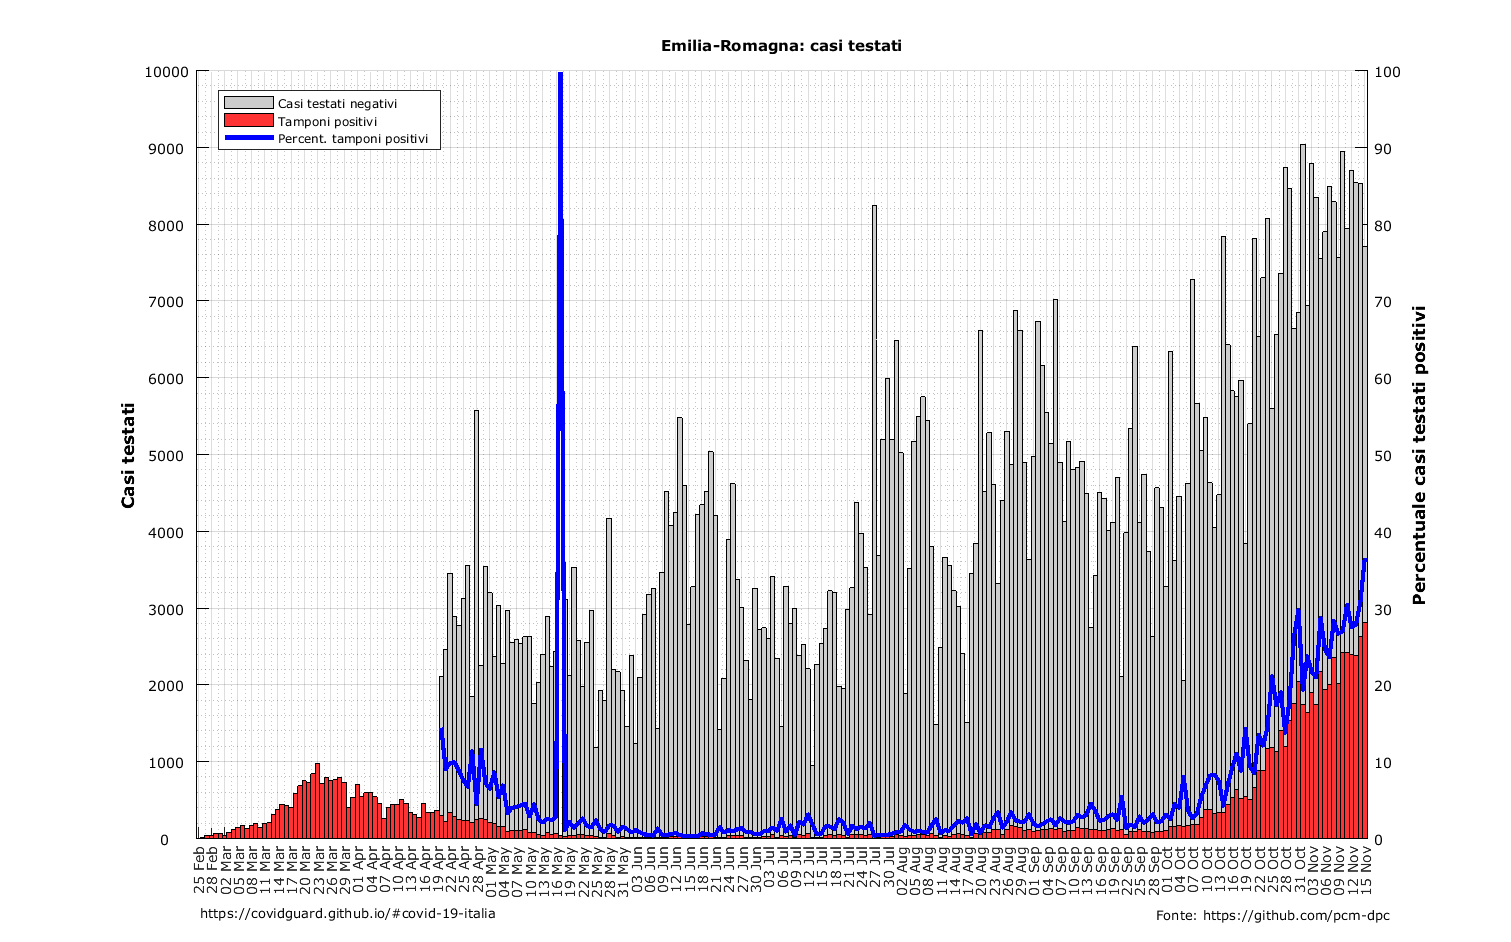 Emilia-Romagna: casi testati
Casi testati negativi
Tamponi positivi
Percent. tamponi positivi
Casi testati
10000
9000
8000
7000
6000
5000
4000
3000
2000
1000
0
100
90
80
70
60
50
40
30
20
10
0
Percentuale casi testati positivi
25 Feb
28 Feb
02 Mar
05 Mar
08 Mar
11 Mar
14 Mar
17 Mar
20 Mar
23 Mar
26 Mar
29 Mar
01 Apr
04 Apr
07 Apr
10 Apr
13 Apr
16 Apr
19 Apr
22 Apr
25 Apr
28 Apr
01 May
04 May
07 May
10 May
13 May
16 May
19 May
22 May
25 May
28 May
31 May
03 Jun
06 Jun
09 Jun
12 Jun
15 Jun
18 Jun
21 Jun
24 Jun
27 Jun
30 Jun
03 Jul
06 Jul
09 Jul
12 Jul
15 Jul
18 Jul
21 Jul
24 Jul
27 Jul
30 Jul
02 Aug
05 Aug
08 Aug
11 Aug
14 Aug
17 Aug
20 Aug
23 Aug
26 Aug
29 Aug
01 Sep
04 Sep
07 Sep
10 Sep
13 Sep
16 Sep
19 Sep
22 Sep
25 Sep
28 Sep
01 Oct
04 Oct
07 Oct
10 Oct
13 Oct
16 Oct
19 Oct
22 Oct
25 Oct
28 Oct
31 Oct
03 Nov
06 Nov
09 Nov
12 Nov
15 Nov
https://covidguard.github.io/#covid-19-italia
Fonte: https://github.com/pcm-dpc